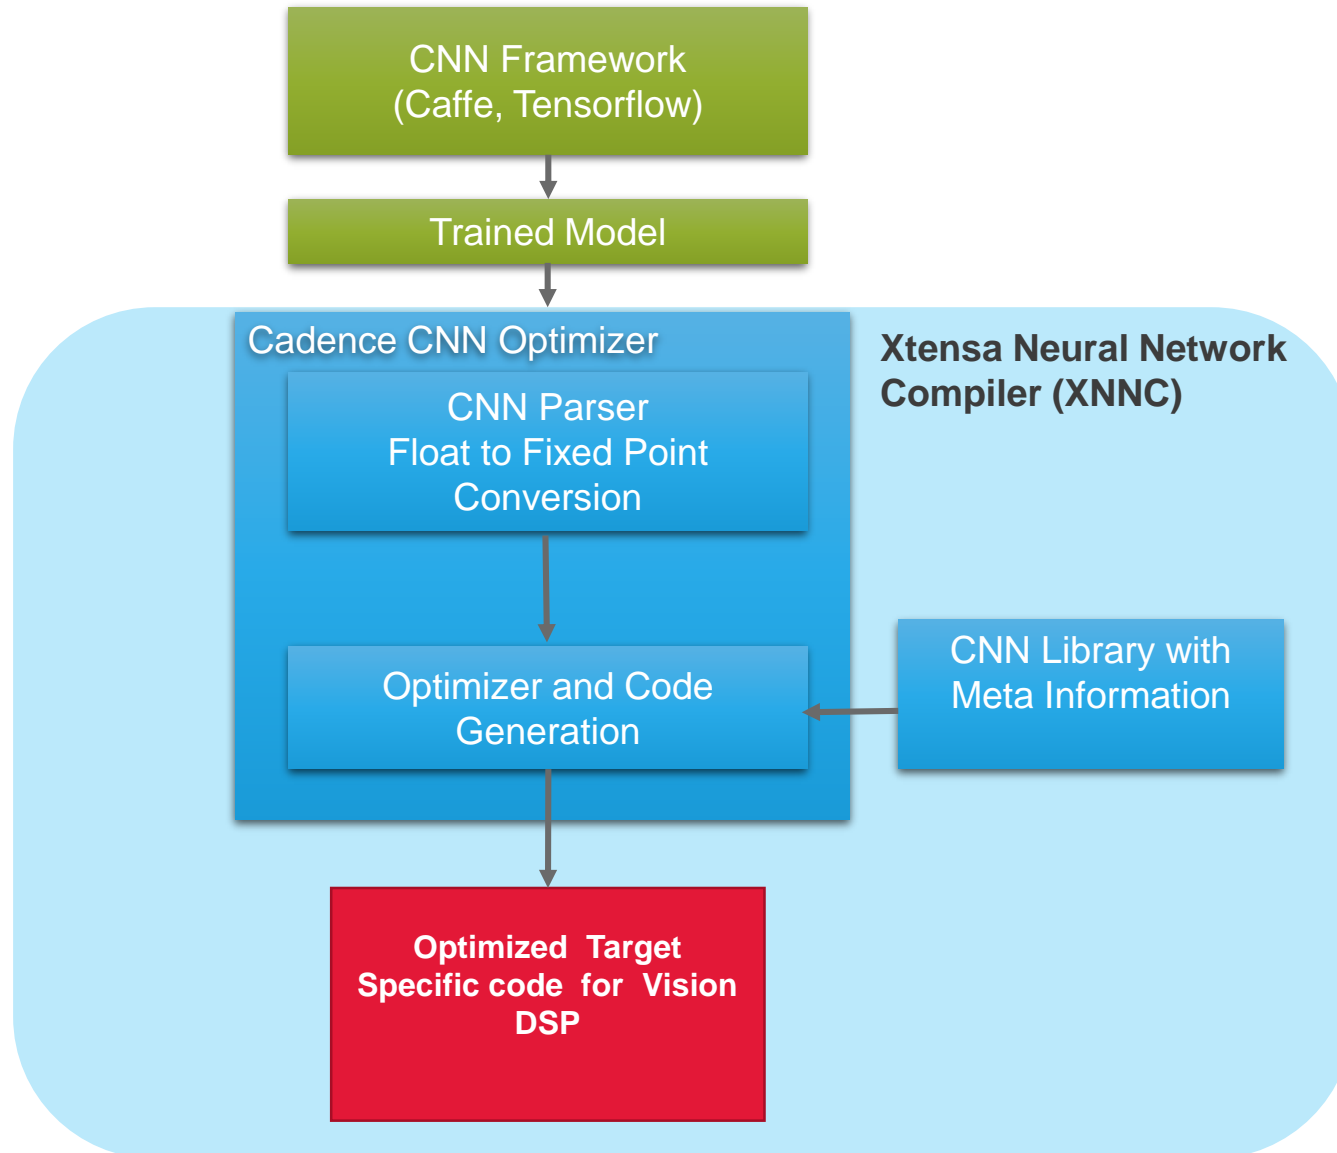 CNN Framework
(Caffe, Tensorflow)
Trained Model
Cadence CNN Optimizer
Xtensa Neural Network
Compiler (XNNC)
CNN Parser
Float to Fixed Point
Conversion
Optimizer and Code
Generation
CNN Library with
Meta Information
Optimized Target
Specific code for Vision
DSP